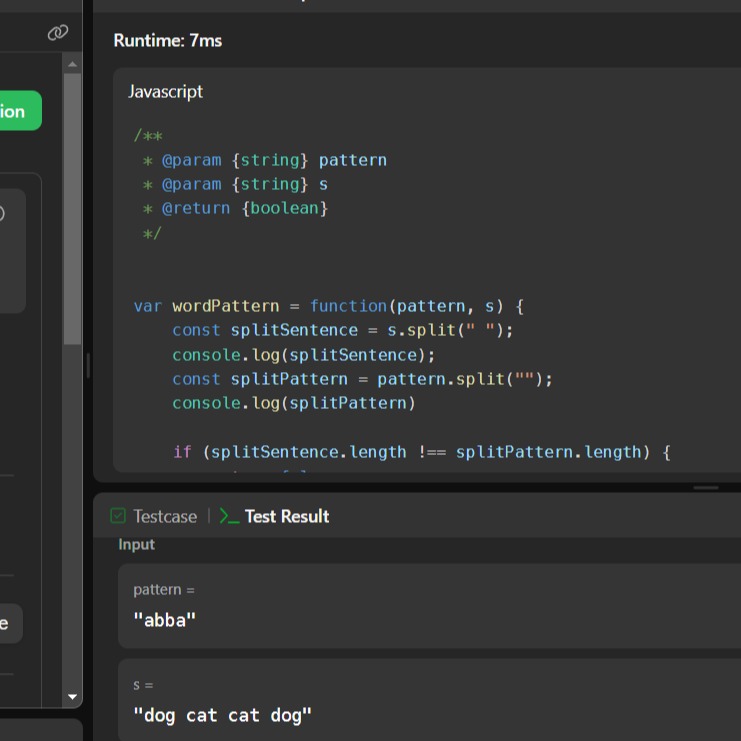 ion
e
Runtime: 7ms
Javascript
/**
 * @param {string} pattern
 * @param {string} s
 * @return {boolean}
 */
var wordPattern = function(pattern, s) {
    const splitSentence = s.split(" ");
    console.log(splitSentence);
    const splitPattern = pattern.split("");
    console.log(splitPattern)
    if (splitSentence.length !== splitPattern.length) {
Testcase | >_ Test Result
Input
pattern =
"abba"
s =
"dog cat cat dog"